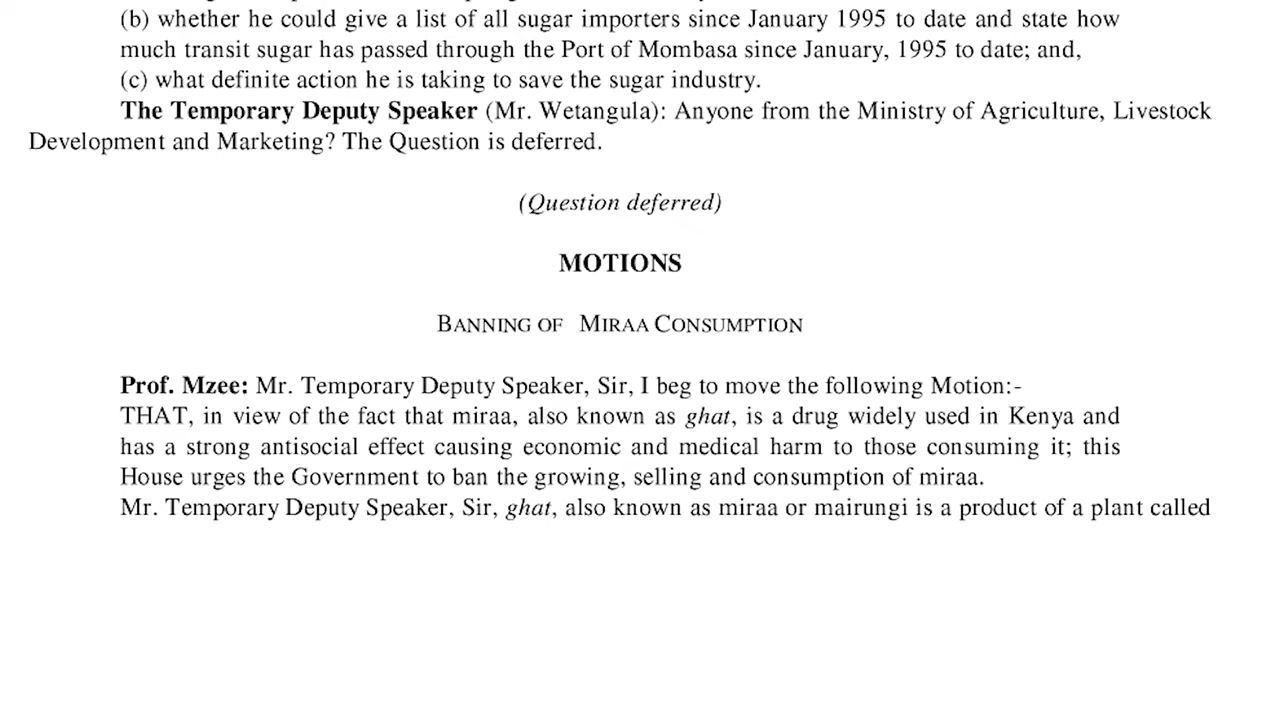 (b) whether he could give a list of all sugar importers since January 1995 to date and state how
much transit sugar has passed through the Port of Mombasa since January, 1995 to date; and,
(c) what definite action he is taking to save the sugar industry.
The Temporary Deputy Speaker (Mr. Wetangula): Anyone from the Ministry of Agriculture, Livestock
Development and Marketing? The Question is deferred.
(Question deferred)
MOTIONS
BANNING OF MIRAA CONSUMPTION
Prof. Mzee: Mr. Temporary Deputy Speaker, Sir, I beg to move the following Motion:-
THAT, in view of the fact that miraa, also known as ghat, is a drug widely used in Kenya and
has a strong antisocial effect causing economic and medical harm to those consuming it; this
House urges the Government to ban the growing, selling and consumption of miraa.
Mr. Temporary Deputy Speaker, Sir, ghat, also known as miraa or mairungi is a product of a plant called